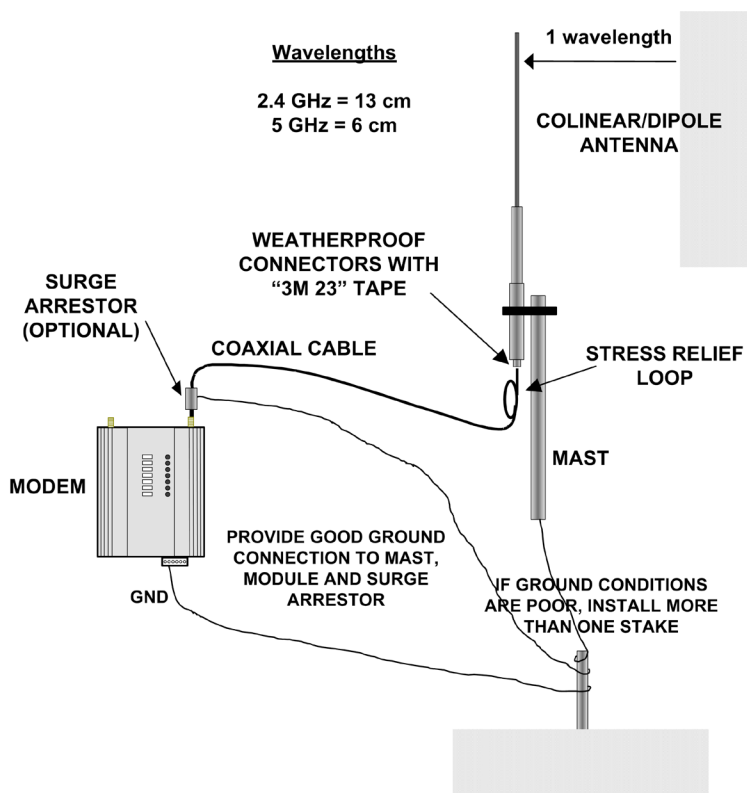 Wavelengths
2.4 GHz = 13 cm
5 GHz = 6 cm
1 wavelength
COLINEAR/DIPOLE
ANTENNA
WEATHERPROOF
CONNECTORS WITH
“3M 23” TAPE
SURGE
ARRESTOR
(OPTIONAL)
COAXIAL CABLE
STRESS RELIEF
LOOP
MAST
MODEM
PROVIDE GOOD GROUND
CONNECTION TO MAST,
MODULE AND SURGE
ARRESTOR
GND
IF GROUND CONDITIONS
ARE POOR, INSTALL MORE
THAN ONE STAKE